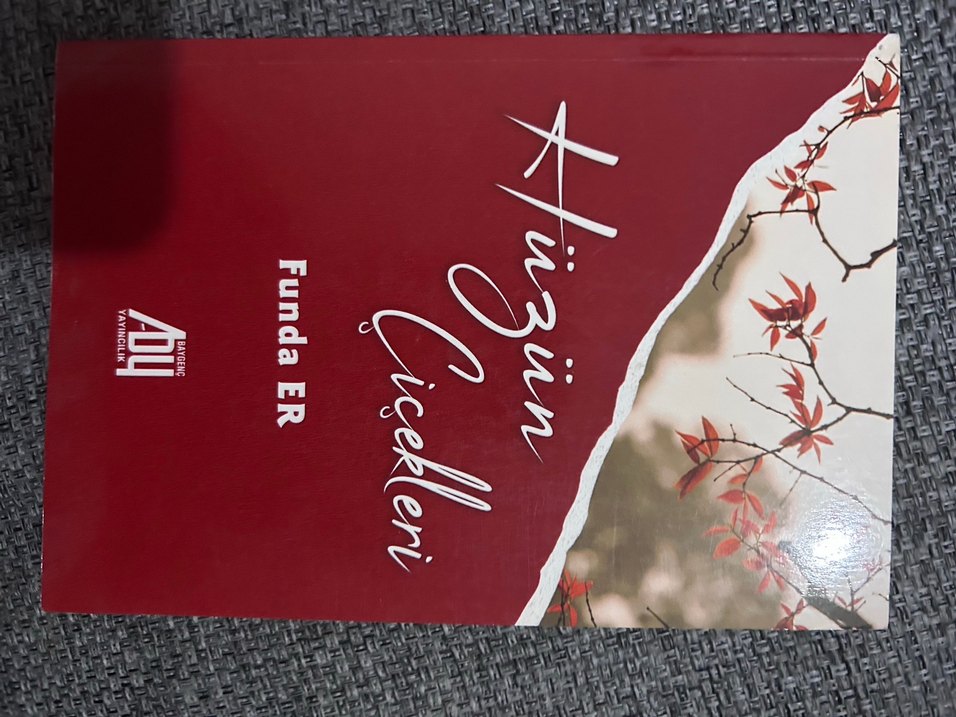 Hüzün
Çiçekleri
Funda ER
BAYGENÇ
ADY
YAYINCILIK